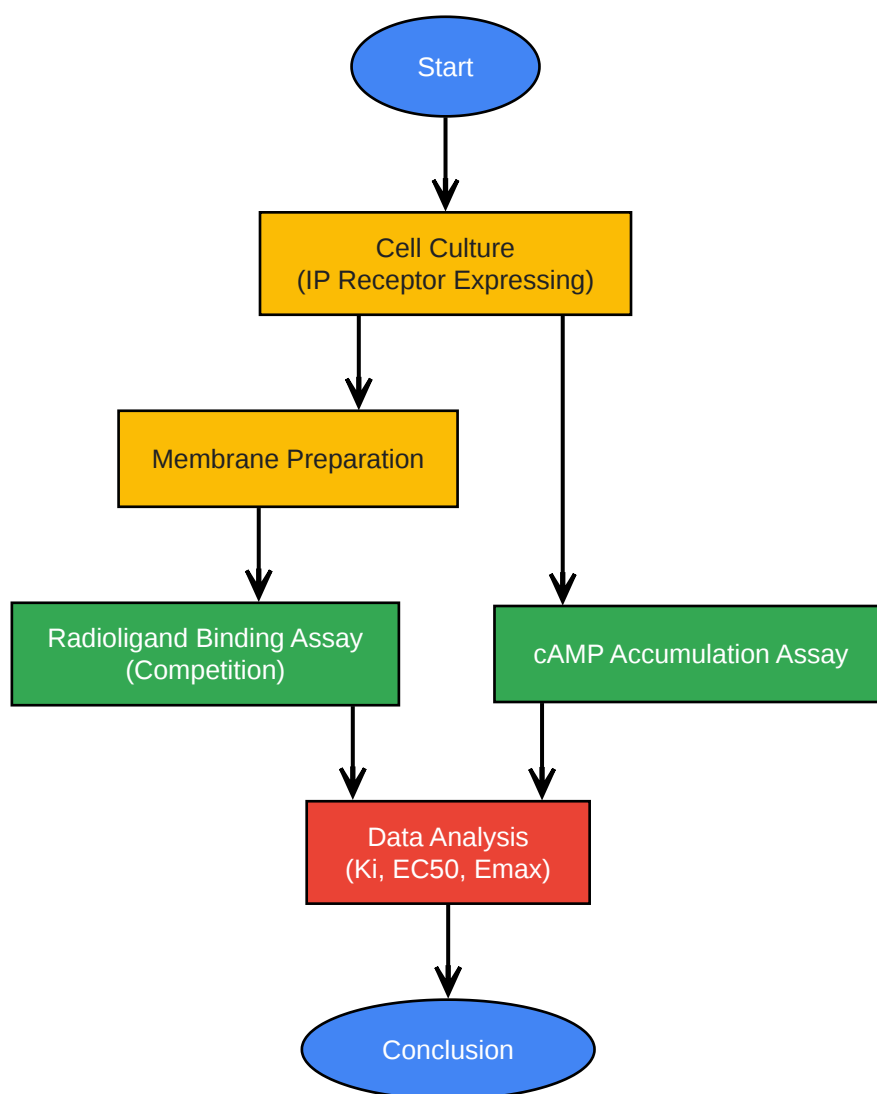 Start
Cell Culture
(IP Receptor Expressing)
Membrane Preparation
Radioligand Binding Assay
(Competition)
cAMP Accumulation Assay
Data Analysis
(Ki, EC50, Emax)
Conclusion